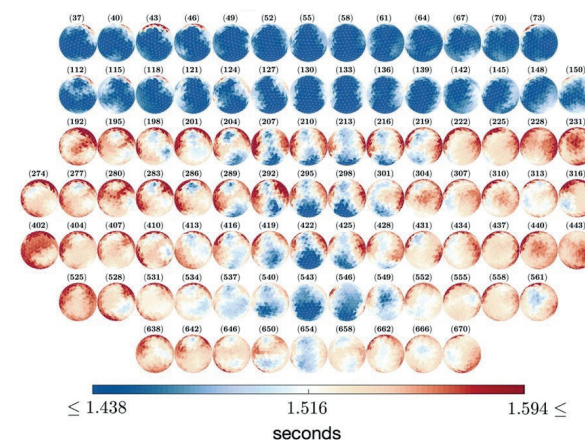 (37) (40) (43) (46) (49) (52) (55) (58) (61) (64) (67) (70) (73)
(112) (115) (118) (121) (124) (127) (130) (133) (136) (139) (142) (145) (148) (150)
(192) (195) (198) (201) (204) (207) (210) (213) (216) (219) (222) (225) (228) (231)
(274) (277) (280) (283) (286) (289) (292) (295) (298) (301) (304) (307) (310) (313) (316)
(402) (404) (407) (410) (413) (416) (419) (422) (425) (428) (431) (434) (437) (440) (443)
(525) (528) (531) (534) (537) (540) (543) (546) (549) (552) (555) (558) (561)
(638) (642) (646) (650) (654) (658) (662) (666) (670)
≤ 1.438 1.516 1.594 ≤
seconds